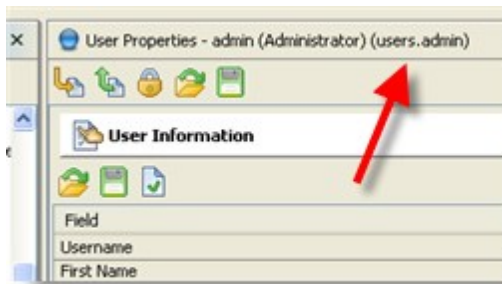 User Properties - admin (Administrator) (users.admin)
User Information
Field
Username
First Name